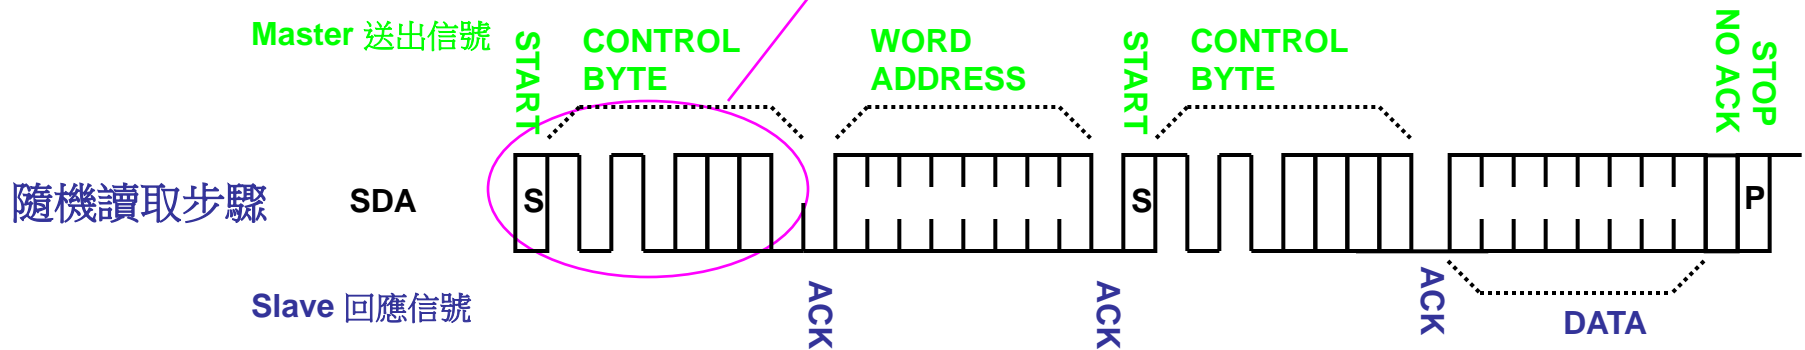 Master 送出信號
START
CONTROL
BYTE
WORD
ADDRESS
START
CONTROL
BYTE
NO ACK
STOP
隨機讀取步驟
SDA
S
S
P
Slave 回應信號
ACK
ACK
ACK
DATA